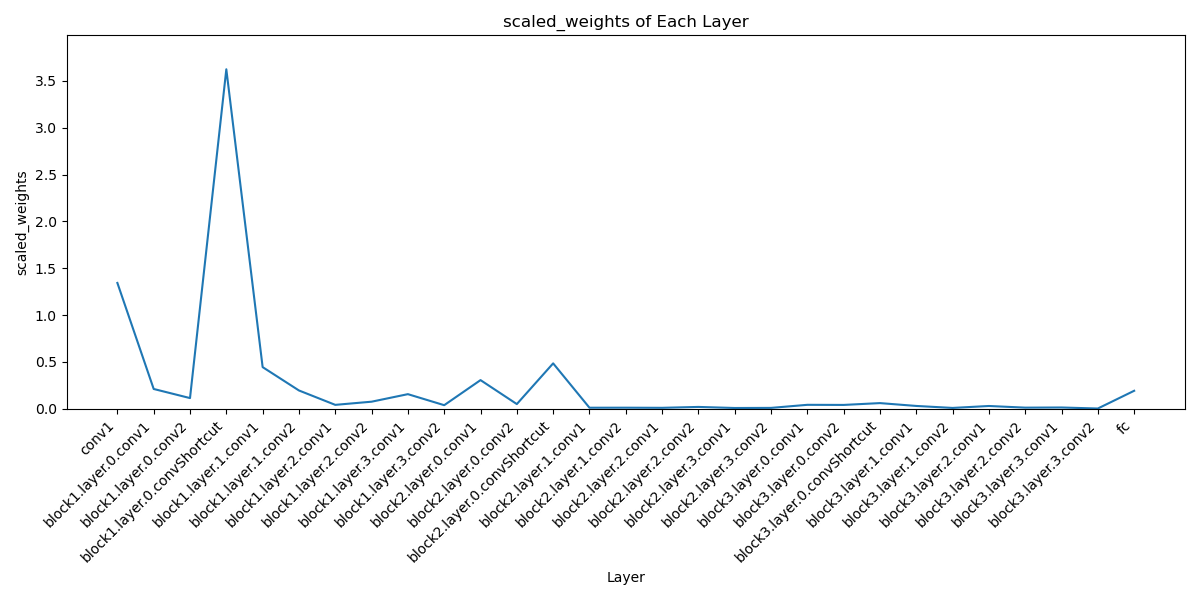 scaled_weights of Each Layer
scaled_weights
3.5
3.0
2.5
2.0
1.5
1.0
0.5
0.0
conv1
block1.layer.0.conv1
block1.layer.0.conv2
block1.layer.0.convShortcut
block1.layer.1.conv1
block1.layer.1.conv2
block1.layer.2.conv1
block1.layer.2.conv2
block1.layer.3.conv1
block1.layer.3.conv2
block2.layer.0.conv1
block2.layer.0.conv2
block2.layer.0.convShortcut
block2.layer.1.conv1
block2.layer.1.conv2
block2.layer.2.conv1
block2.layer.2.conv2
block2.layer.3.conv1
block2.layer.3.conv2
block3.layer.0.conv1
block3.layer.0.conv2
block3.layer.0.convShortcut
block3.layer.1.conv1
block3.layer.1.conv2
block3.layer.2.conv1
block3.layer.2.conv2
block3.layer.3.conv1
block3.layer.3.conv2
fc
Layer